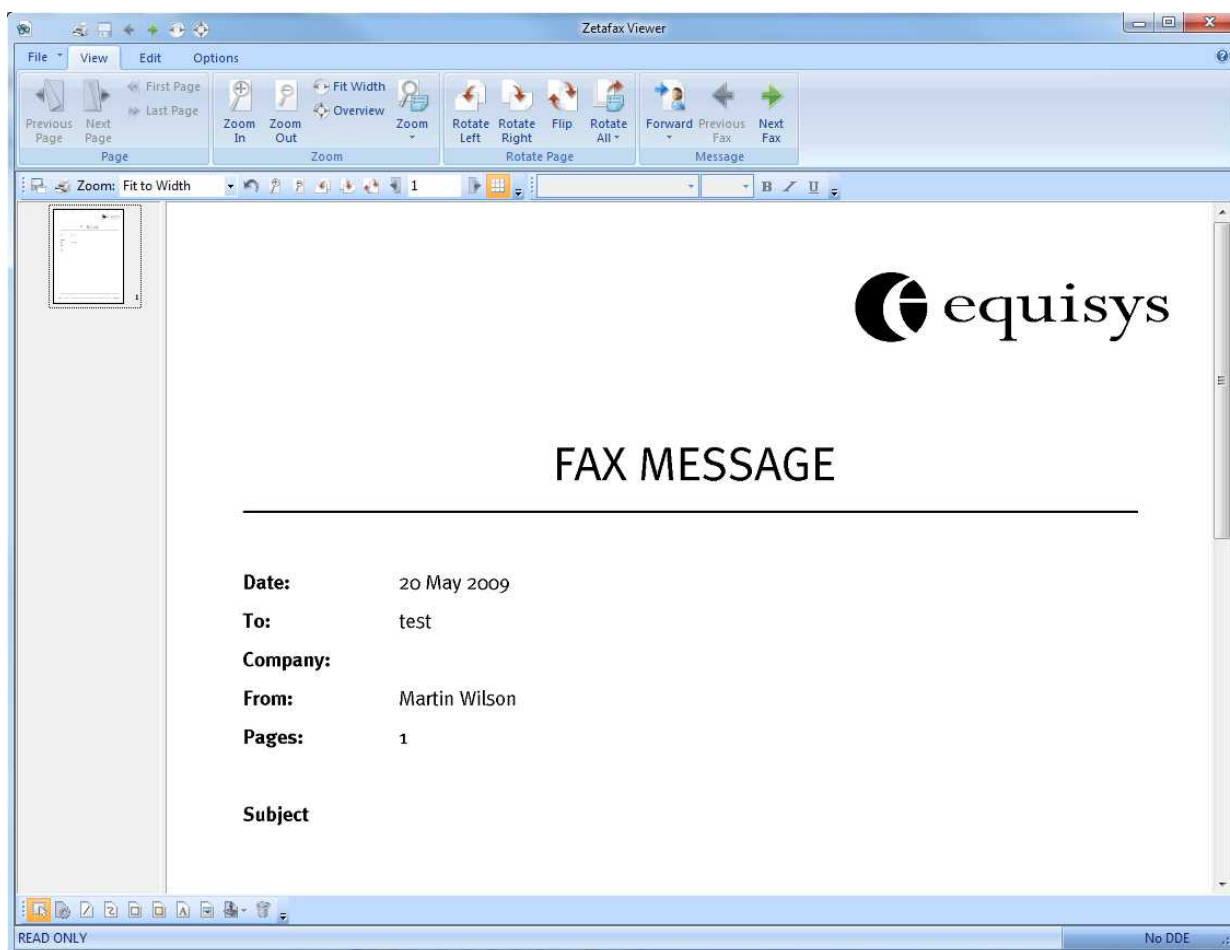 Zetafax Viewer
File View Edit Options
Previous Page
Next Page
First Page
Last Page
Page
Zoom In
Zoom Out
Fit Width
Overview
Zoom
Zoom
Rotate Left
Rotate Right
Flip
Rotate All
Rotate Page
Forward
Previous Fax
Next Fax
Message
Zoom: Fit to Width
1
B I U
1
equisys
FAX MESSAGE
Date: 20 May 2009
To: test
Company:
From: Martin Wilson
Pages: 1
Subject
READ ONLY
No DDE